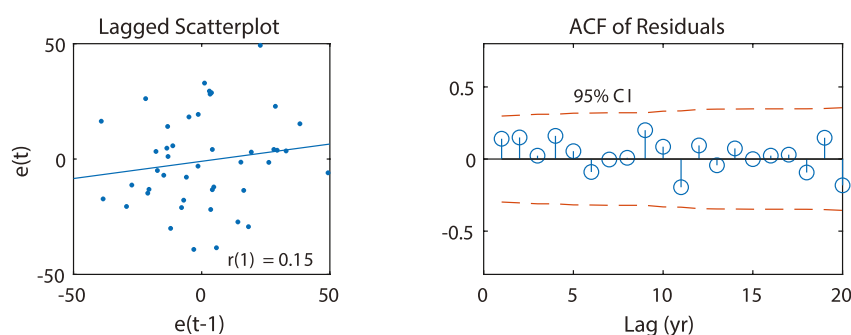 Lagged Scatterplot
50
0
-50
e(t)
r(1) = 0.15
-50
0
50
e(t-1)
ACF of Residuals
0.5
0
-0.5
95% CI
0
5
10
15
20
Lag (yr)